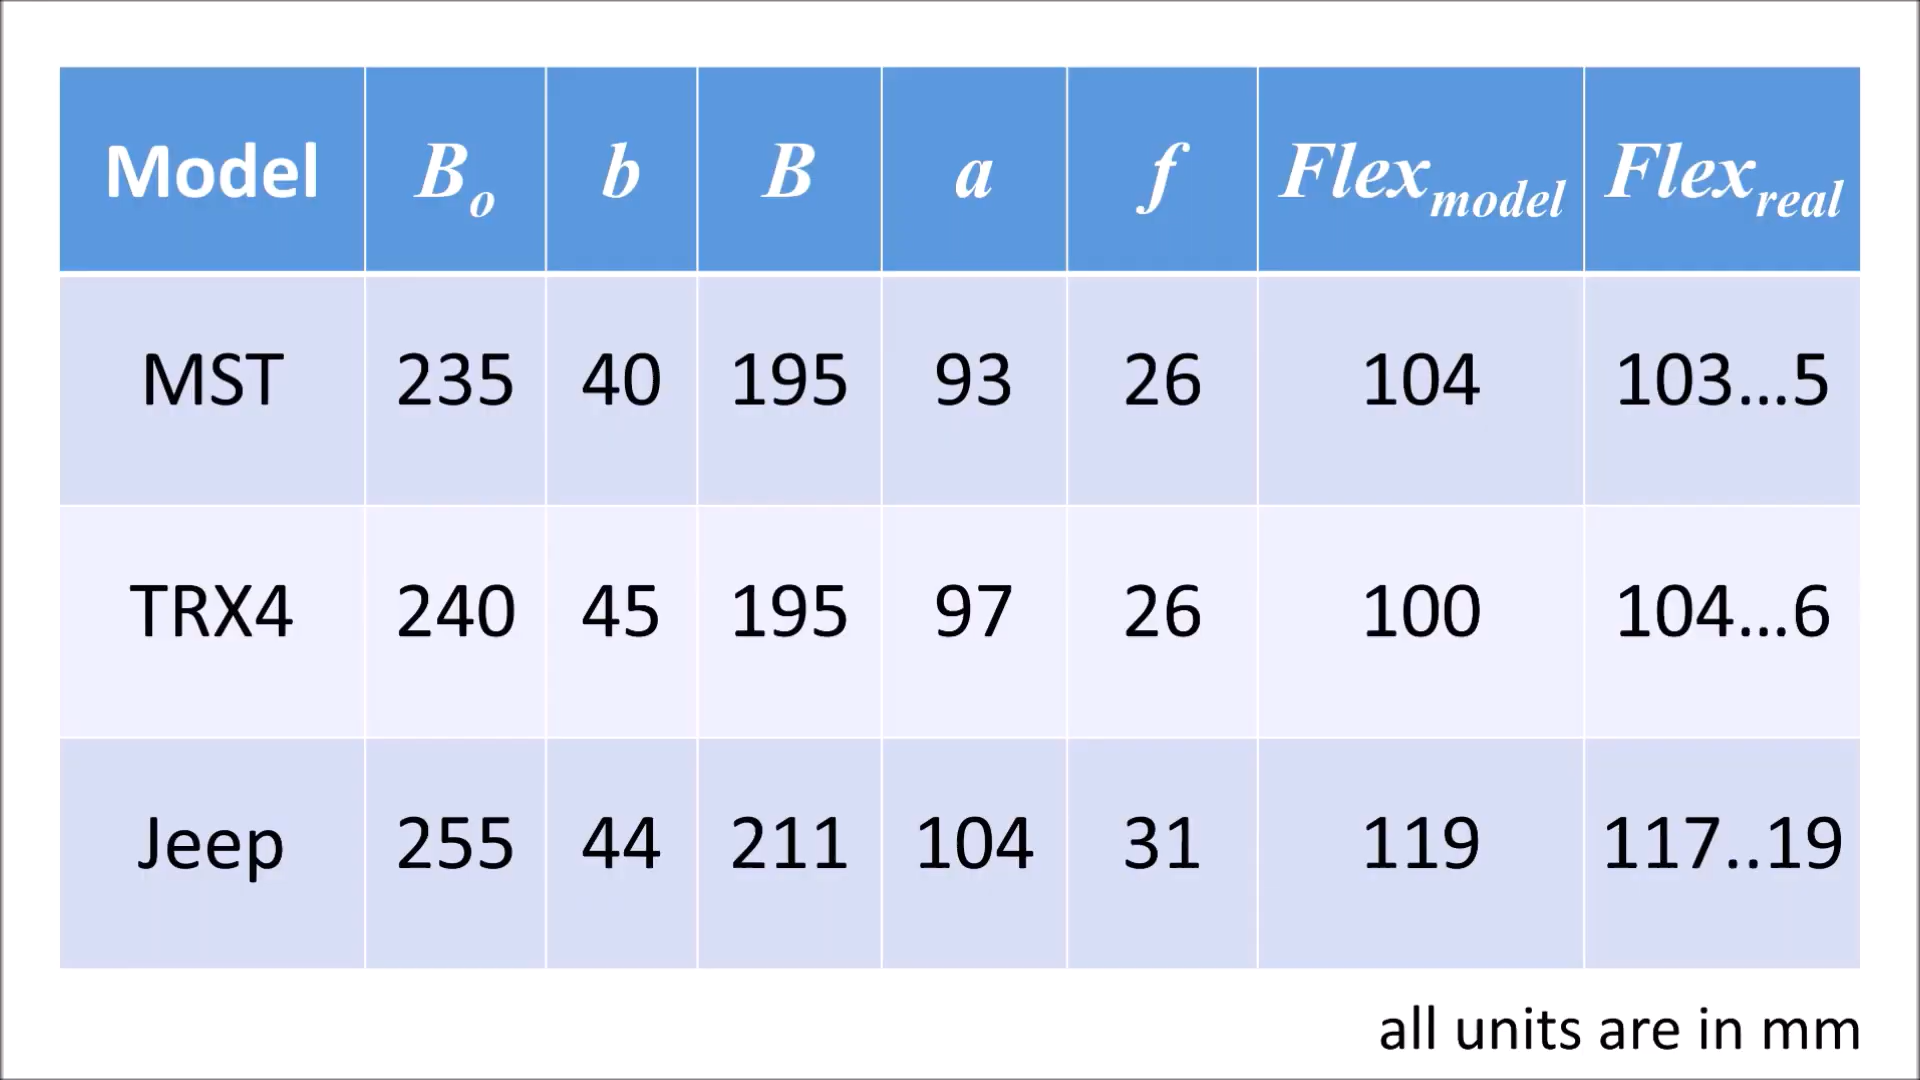 Model B_o b B a f Flex_model Flex_real
MST 235 40 195 93 26 104 103...5
TRX4 240 45 195 97 26 100 104...6
Jeep 255 44 211 104 31 119 117..19
all units are in mm